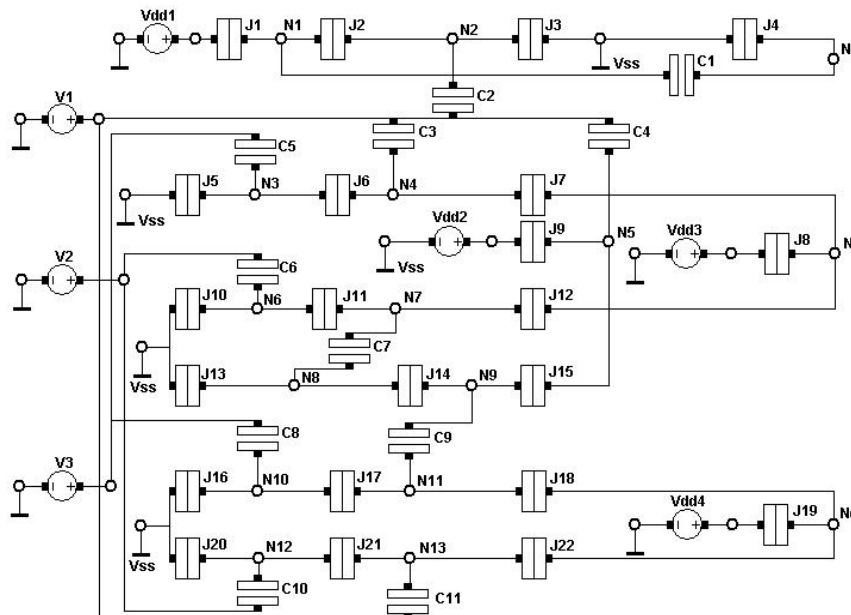 Vdd1 J1 N1 J2 N2 J3 J4
Vss C1 N
C2
V1
C3 C4
C5
J5 N3 J6 N4 J7
Vss
Vdd2 J9 N5 Vdd3 J8 N
Vss
V2
C6
J10 N6 J11 N7 J12
C7
Vss
J13 N8 J14 N9 J15
C8 C9
V3
J16 N10 J17 N11 J18
Vdd4 J19
Vss
J20 N12 J21 N13 J22
C10 C11